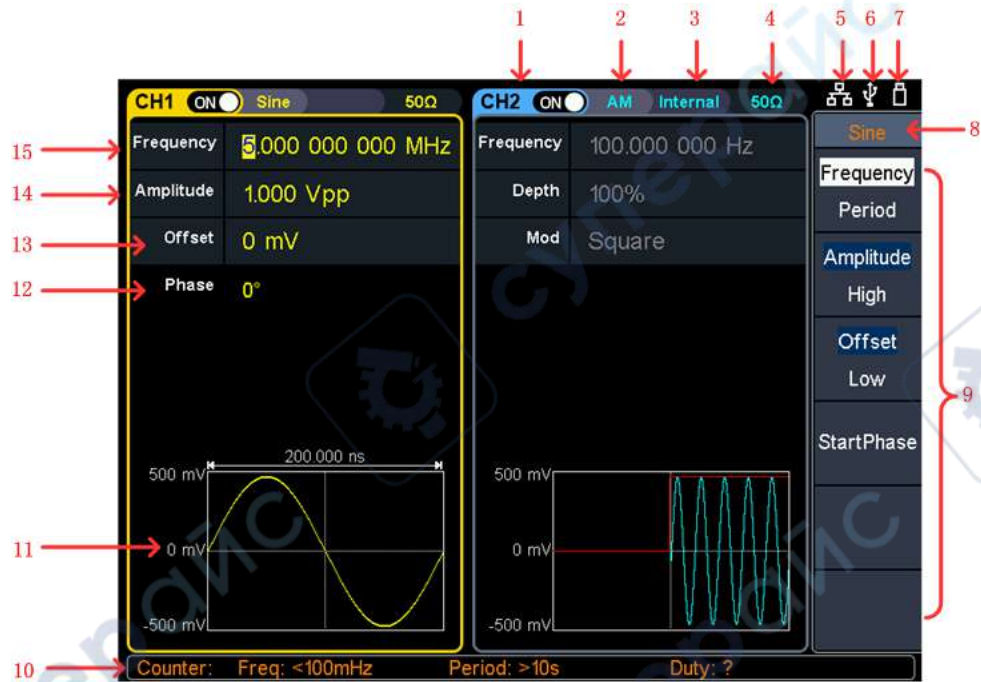 1 2 3 4 5 6 7
CH1 ON Sine 50Ω
CH2 ON AM Internal 50Ω
Sine 8
15 Frequency 5.000 000 000 MHz
Frequency 100.000 000 Hz
Frequency
Period
14 Amplitude 1.000 Vpp
Depth 100%
13 Offset 0 mV
Mod Square
Amplitude
High
12 Phase 0°
Offset
Low
9
StartPhase
200.000 ns
500 mV
11 0 mV
-500 mV
500 mV
0 mV
-500 mV
10 Counter: Freq: <100mHz Period: >10s Duty: ?
суперайс